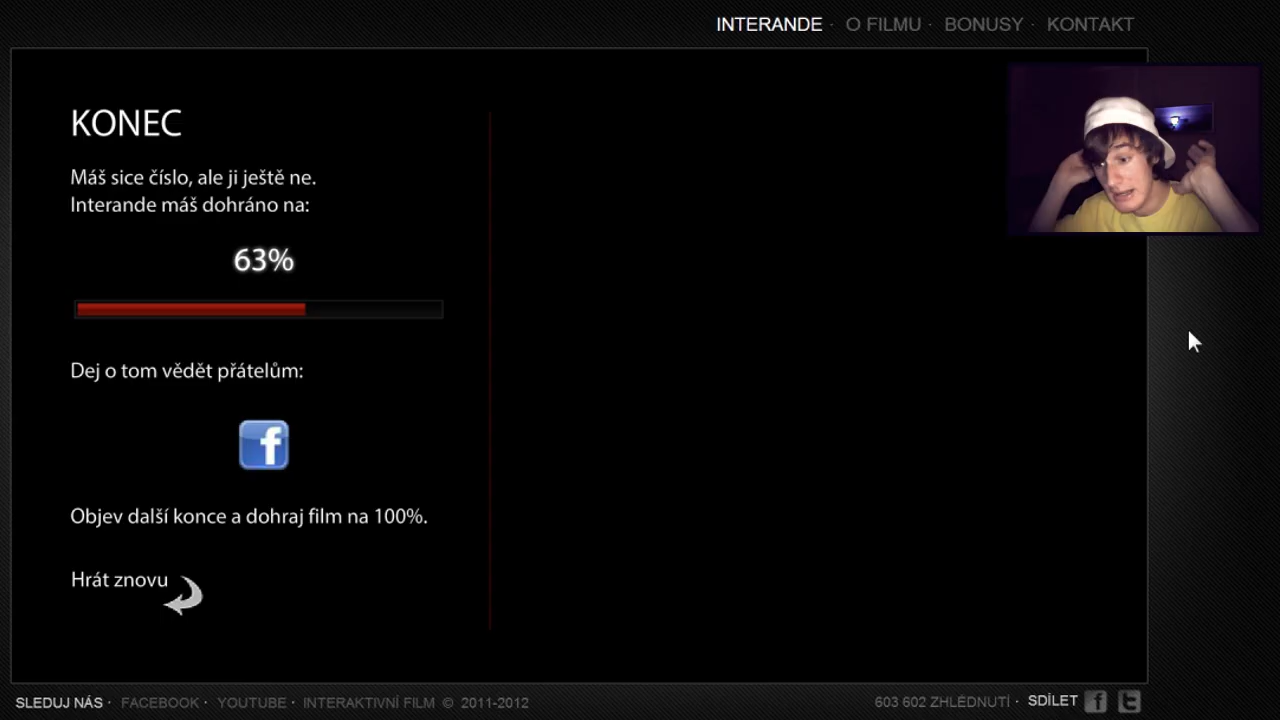 INTERANDE · O FILMU · BONUSY · KONTAKT
KONEC
Máš sice číslo, ale ji ještě ne.
Interande máš dohráno na:
63%
Dej o tom vědět přátelům:
f
Objev další konce a dohraj film na 100%.
Hrát znovu
SLEDUJ NÁS · FACEBOOK · YOUTUBE · INTERAKTIVNÍ FILM © 2011-2012
603 602 ZHLÉDNUTÍ · SDÍLET f t